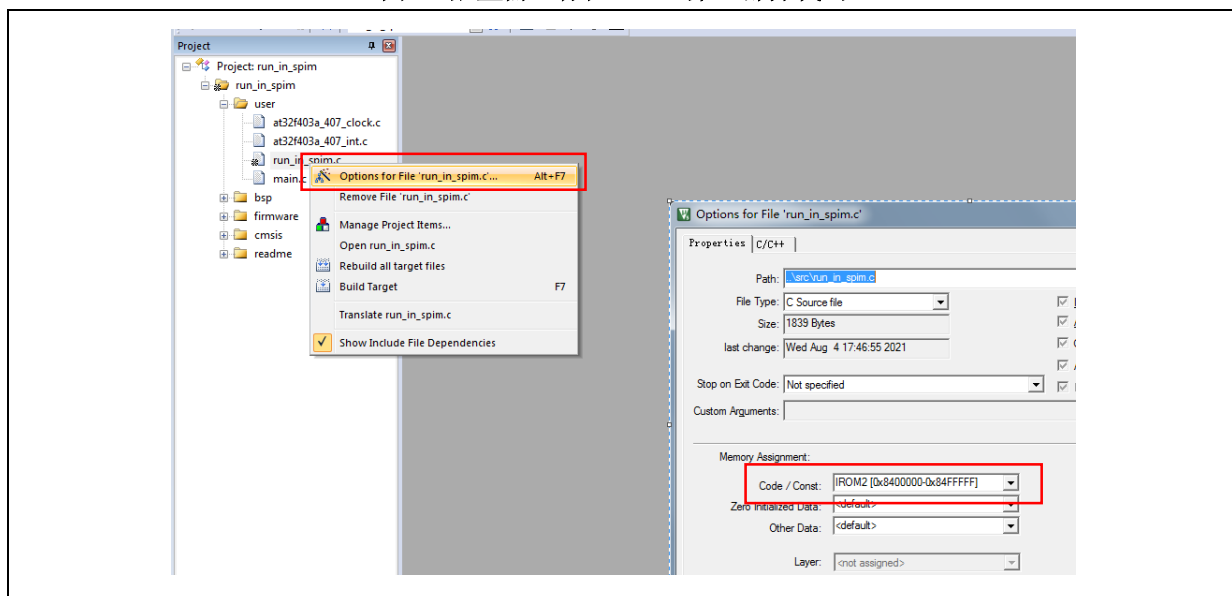 Project
Project: run_in_spim
run_in_spim
user
at32f403a_407_clock.c
at32f403a_407_int.c
run_in_spim.c
main.c
bsp
firmware
cmsis
readme
Options for File 'run_in_spim.c'... Alt+F7
Remove File 'run_in_spim.c'
Manage Project Items...
Open run_in_spim.c
Rebuild all target files
Build Target F7
Translate run_in_spim.c
Show Include File Dependencies
Options for File 'run_in_spim.c'
Properties C/C++
Path: ..\src\run_in_spim.c
File Type: C Source file
Size: 1839 Bytes
last change: Wed Aug 4 17:46:55 2021
Stop on Exit Code: Not specified
Custom Arguments:
Memory Assignment:
Code / Const: IROM2 [0x8400000-0x84FFFFF]
Zero Initialized Data: <default>
Other Data: <default>
Layer: <not assigned>